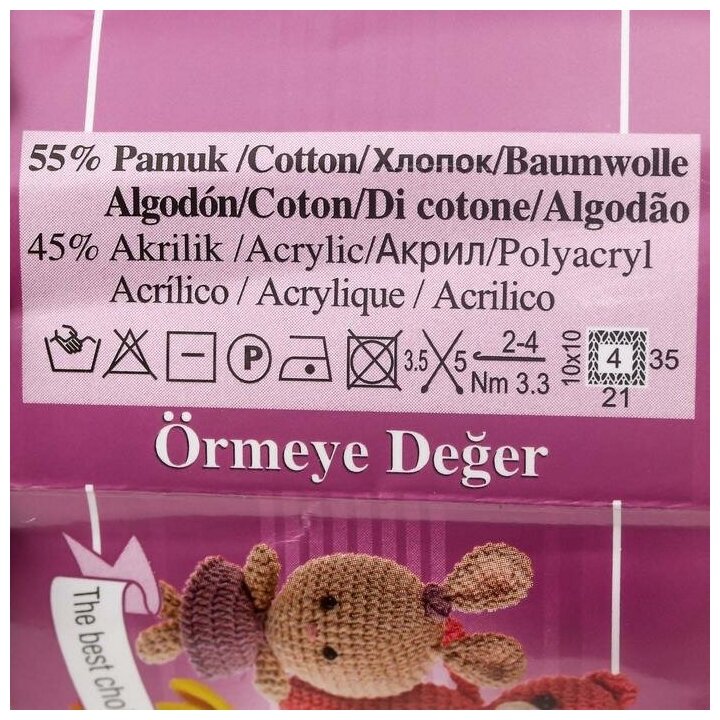 55% Pamuk /Cotton/Хлопок/Baumwolle
Algodón/Coton/Di cotone/Algodão
45% Akrilik /Acrylic/Акрил/Polyacryl
Acrílico / Acrylique / Acrilico
P 3.5 5 2-4 Nm 3.3 10x10 4 35 21
Örmeye Değer
The best